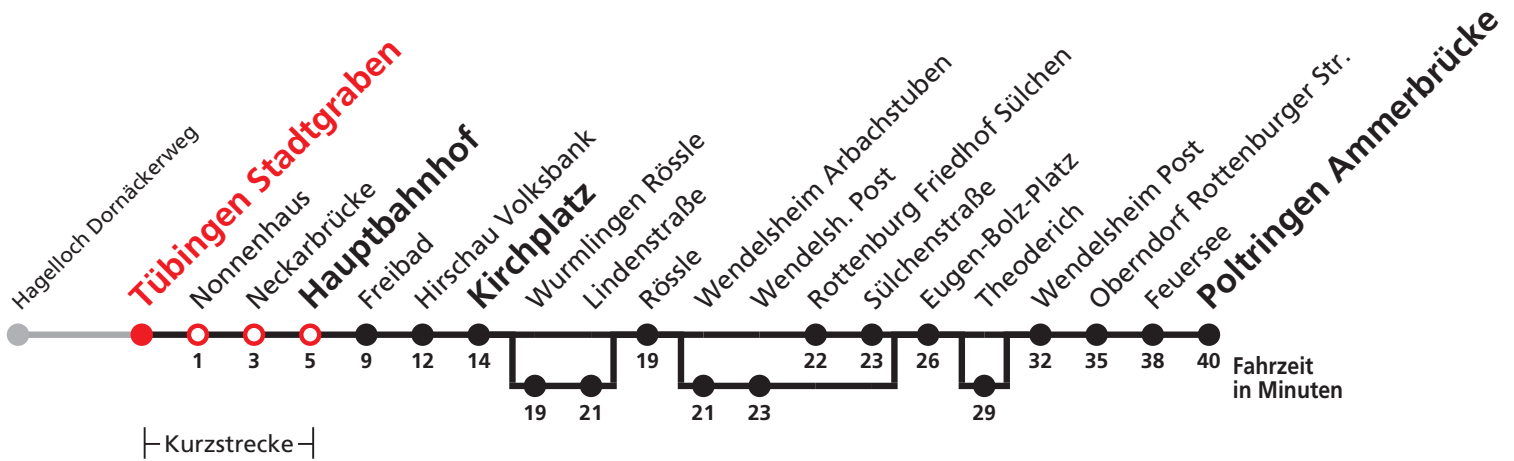 Hagelloch Dornäckerweg
Tübingen Stadtgraben
Nonnenhaus
Neckarbrücke
Hauptbahnhof
Freibad
Hirschau Volksbank
Kirchplatz
Wurmlingen Rössle
Lindenstraße
Rössle
Wendelsheim Arbachstuben
Wendelsh. Post
Rottenburg Friedhof Sülchen
Sülchenstraße
Eugen-Bolz-Platz
Theoderich
Wendelsheim Post
Oberndorf Rottenburger Str.
Feuersee
Poltringen Ammerbrücke
1 3 5 9 12 14 19 22 23 26 32 35 38 40
Fahrzeit
in Minuten
19 21 21 23 29
Kurzstrecke